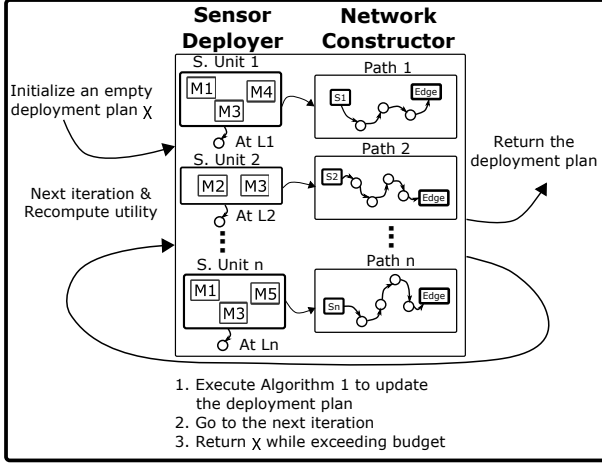 Sensor
Deployer
Network
Constructor
S. Unit 1
M1
M4
M3
At L1
Path 1
S1
Edge
Initialize an empty
deployment plan χ
S. Unit 2
M2
M3
At L2
Path 2
S2
Edge
Return the
deployment plan
Next iteration &
Recompute utility
S. Unit n
M1
M5
M3
At Ln
Path n
Sn
Edge
1. Execute Algorithm 1 to update
the deployment plan
2. Go to the next iteration
3. Return χ while exceeding budget